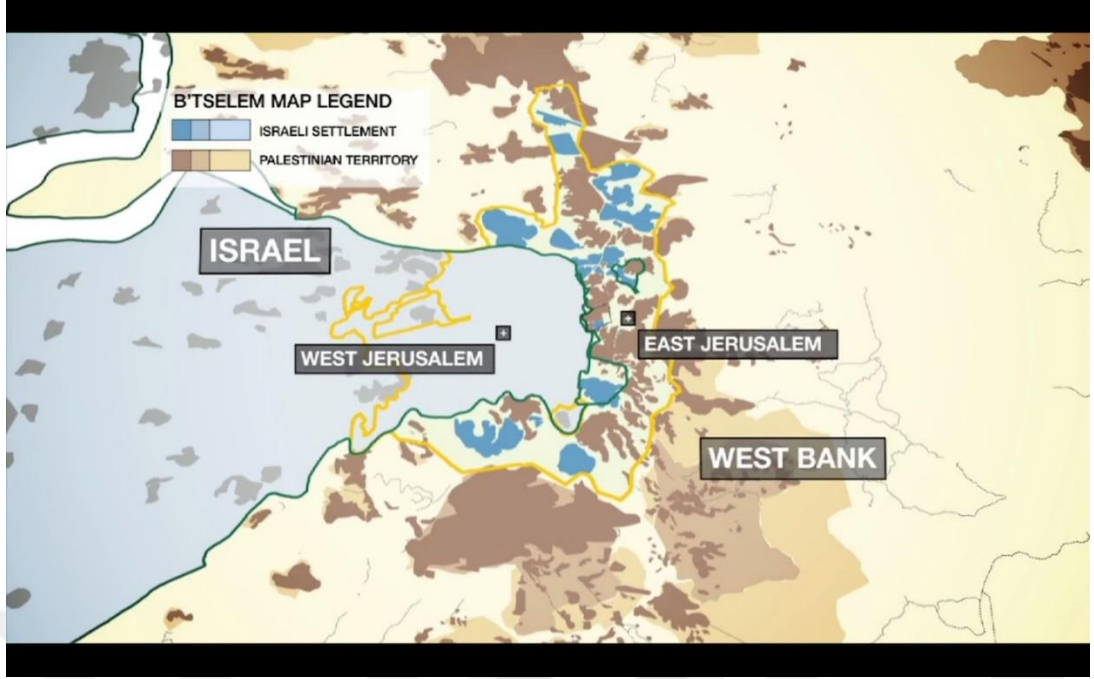 B'TSELEM MAP LEGEND
ISRAELI SETTLEMENT
PALESTINIAN TERRITORY
ISRAEL
WEST JERUSALEM
EAST JERUSALEM
WEST BANK